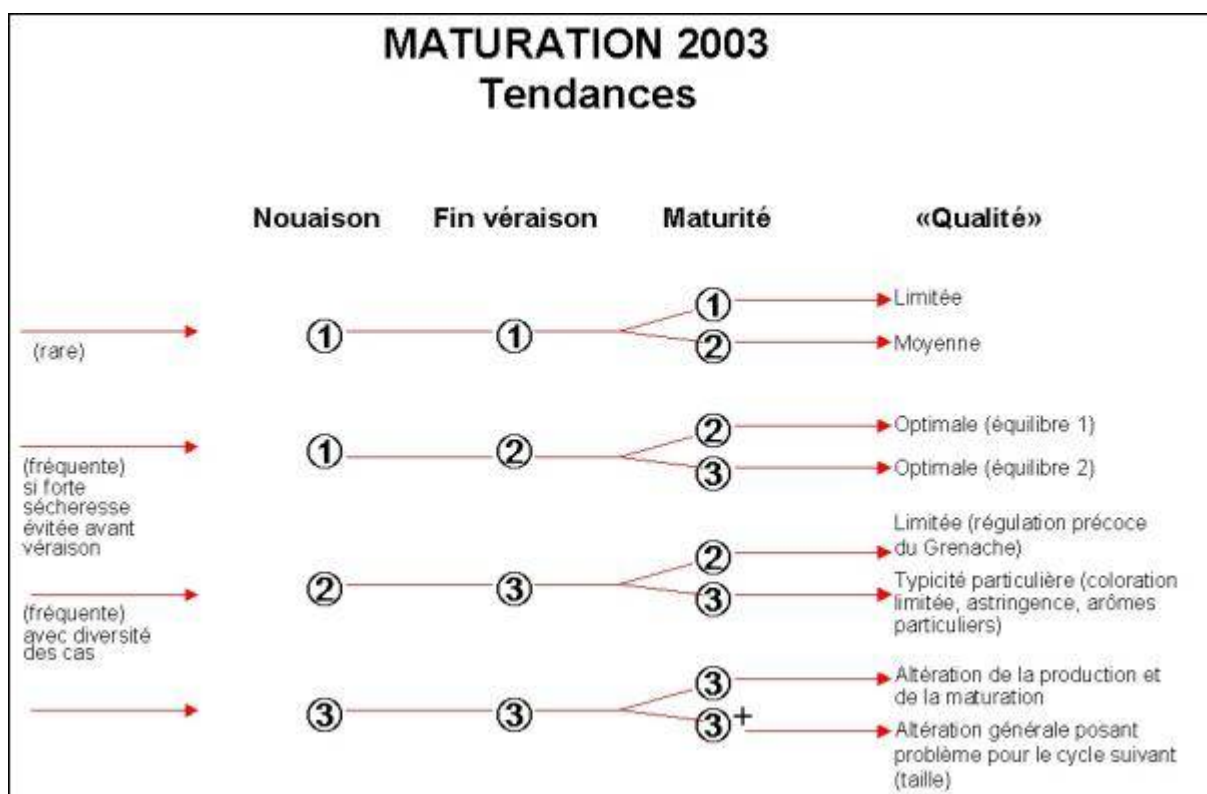 MATURATION 2003
Tendances
Nouaison Fin véraison Maturité «Qualité»
(rare)
1 1 1 Limitée
2 Moyenne
(fréquente)
si forte
sécheresse
évitée avant
véraison
1 2 2 Optimale (équilibre 1)
3 Optimale (équilibre 2)
(fréquente)
avec diversité
des cas
2 3 2 Limitée (régulation précoce
du Grenache)
3 Typicité particulière (coloration
limitée, astringence, arômes
particuliers)
3 3 3 Altération de la production et
de la maturation
3+ Altération générale posant
problème pour le cycle suivant
(taille)